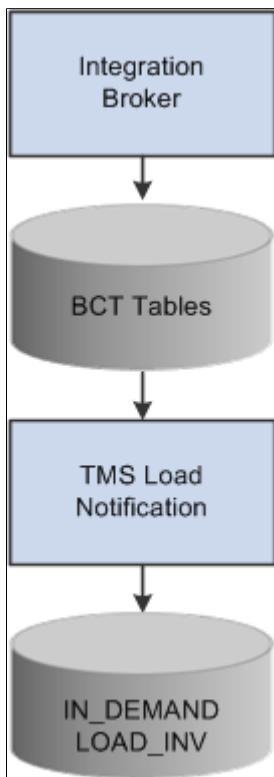 Integration
Broker
BCT Tables
TMS Load
Notification
IN_DEMAND
LOAD_INV